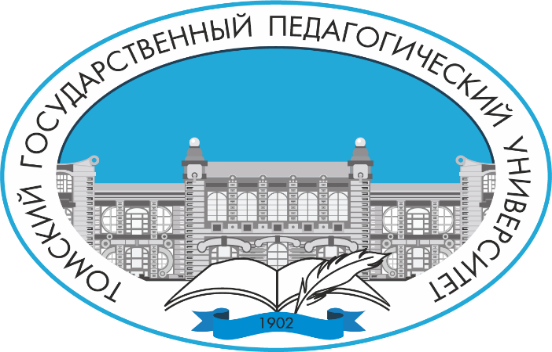 ТОМСКИЙ ГОСУДАРСТВЕННЫЙ ПЕДАГОГИЧЕСКИЙ УНИВЕРСИТЕТ
1902